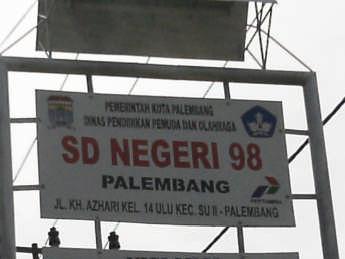 PEMERINTAH KOTA PALEMBANG
DINAS PENDIDIKAN PEMUDA DAN OLAHRAGA
SD NEGERI 98
PALEMBANG
PERTAMINA
JL. KH. AZHARI KEL. 14 ULU KEC. SU II - PALEMBANG